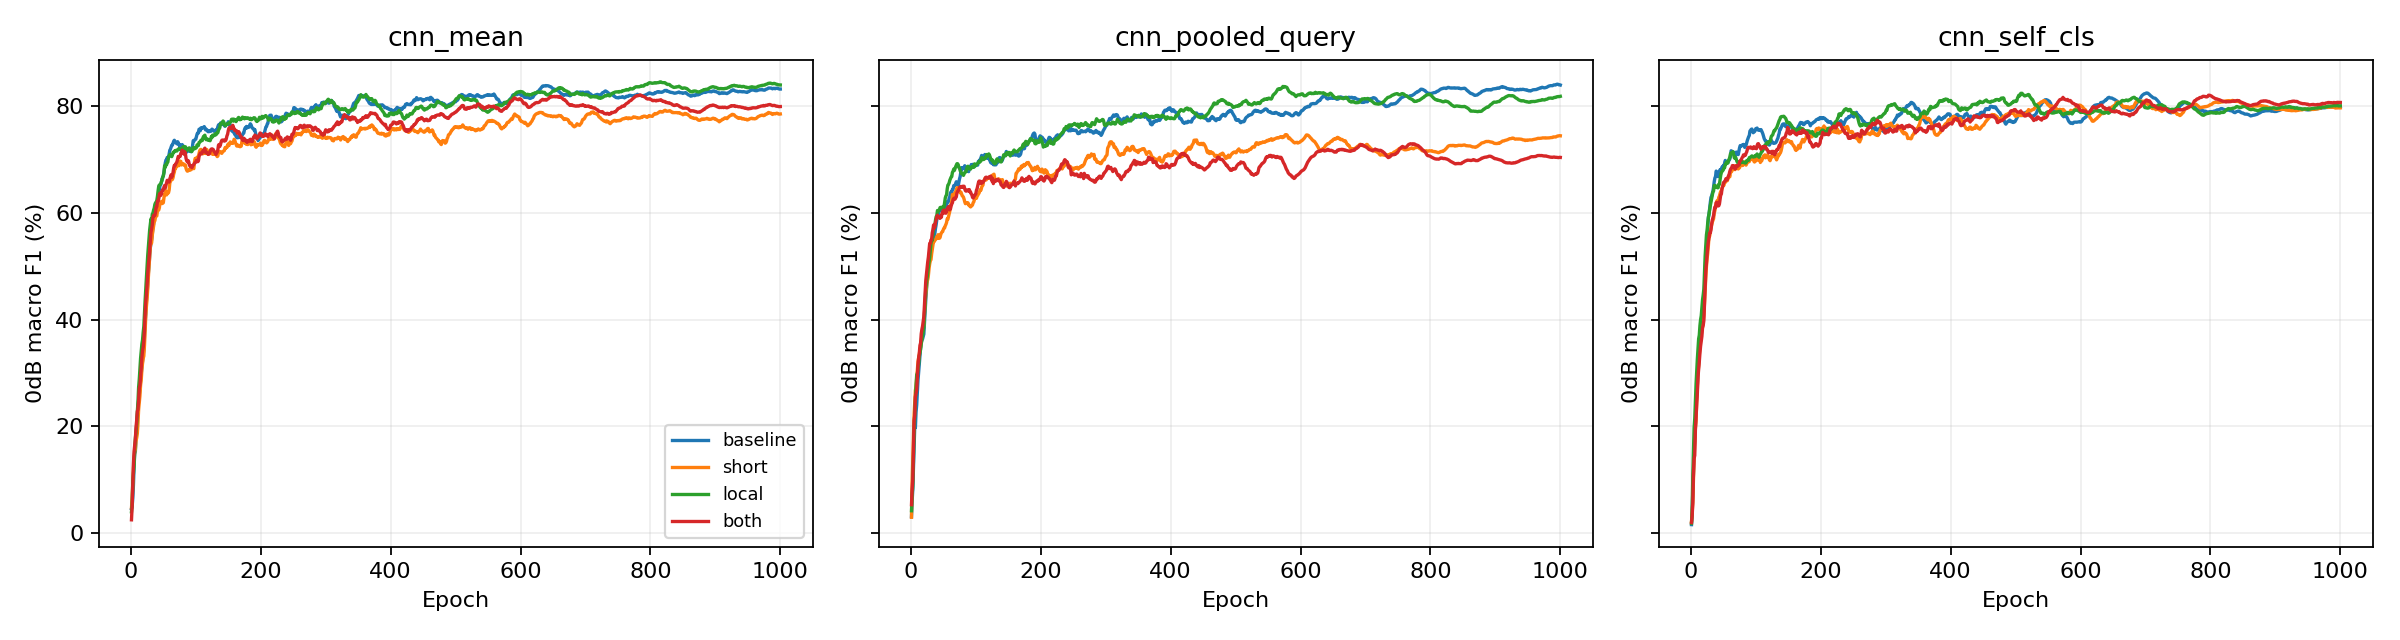 cnn_mean
0dB macro F1 (%)
80
60
40
20
0
0
200
400
600
800
1000
Epoch
baseline
short
local
both
cnn_pooled_query
0dB macro F1 (%)
0
200
400
600
800
1000
Epoch
cnn_self_cls
0dB macro F1 (%)
0
200
400
600
800
1000
Epoch